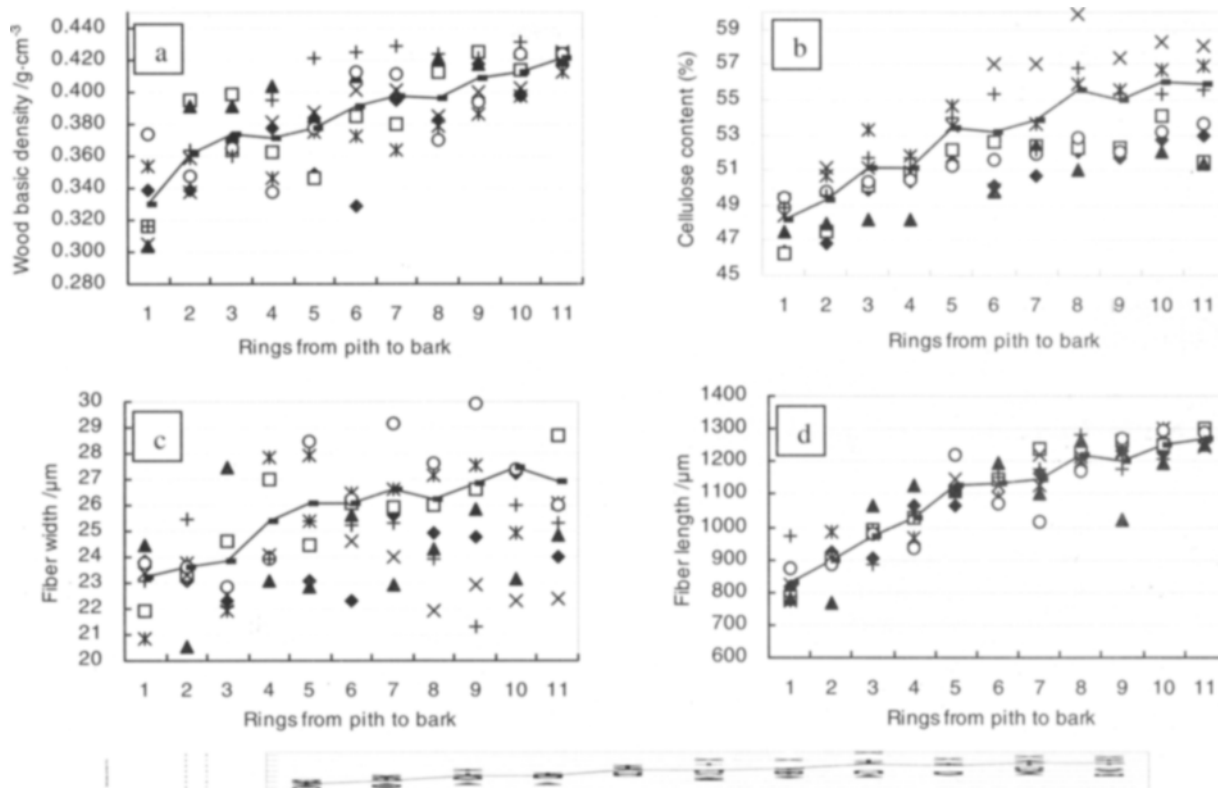 a
Wood basic density /g·cm-3
0.440
0.420
0.400
0.380
0.360
0.340
0.320
0.300
0.280
1 2 3 4 5 6 7 8 9 10 11
Rings from pith to bark
b
Cellulose content (%)
59
57
55
53
51
49
47
45
1 2 3 4 5 6 7 8 9 10 11
Rings from pith to bark
c
Fiber width /μm
30
29
28
27
26
25
24
23
22
21
20
1 2 3 4 5 6 7 8 9 10 11
Rings from pith to bark
d
Fiber length /μm
1400
1300
1200
1100
1000
900
800
700
600
1 2 3 4 5 6 7 8 9 10 11
Rings from pith to bark